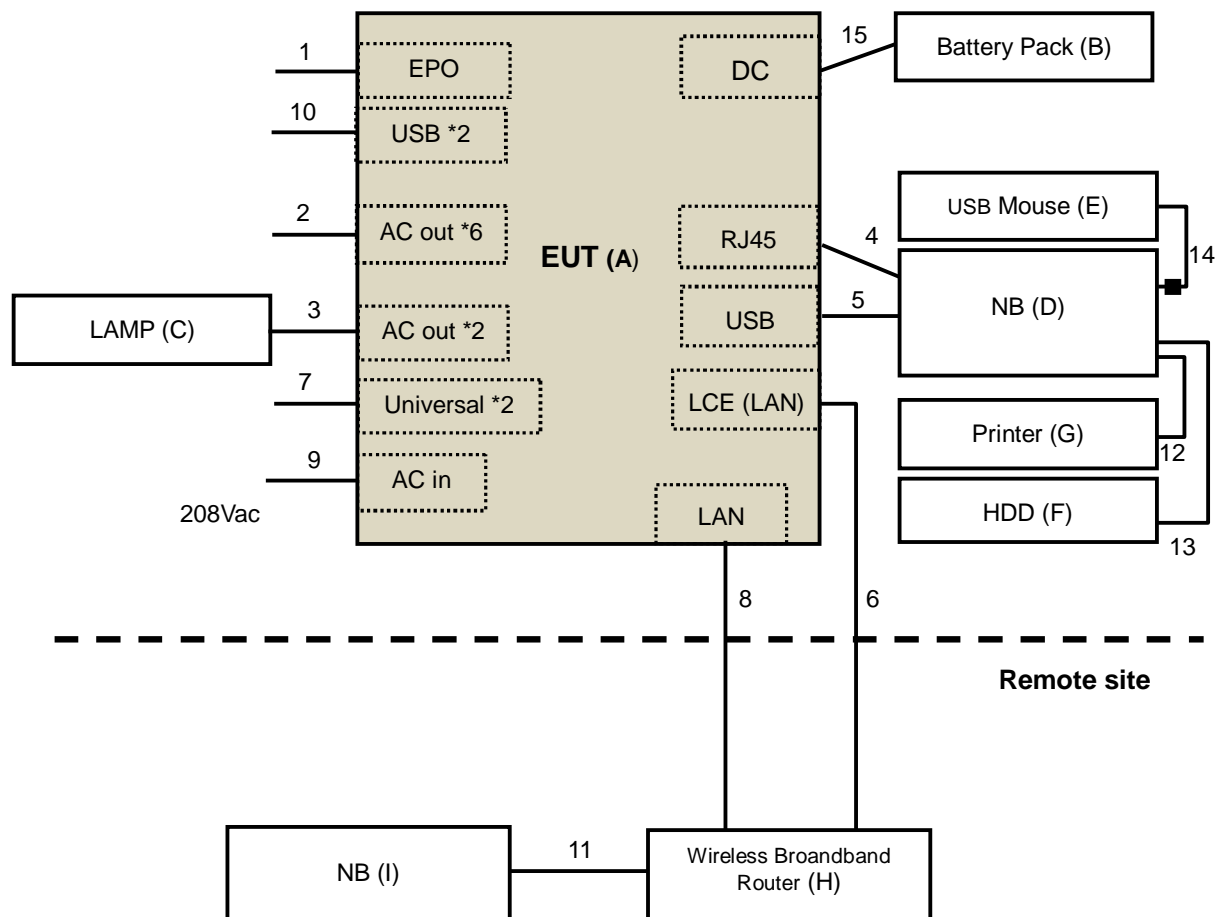 1
EPO
DC
15
Battery Pack (B)
10
USB *2
2
AC out *6
EUT (A)
RJ45
4
USB Mouse (E)
14
NB (D)
LAMP (C)
3
AC out *2
USB
5
7
Universal *2
LCE (LAN)
Printer (G)
12
9
AC in
208Vac
LAN
HDD (F)
13
8
6
Remote site
NB (I)
11
Wireless Broandband
Router (H)